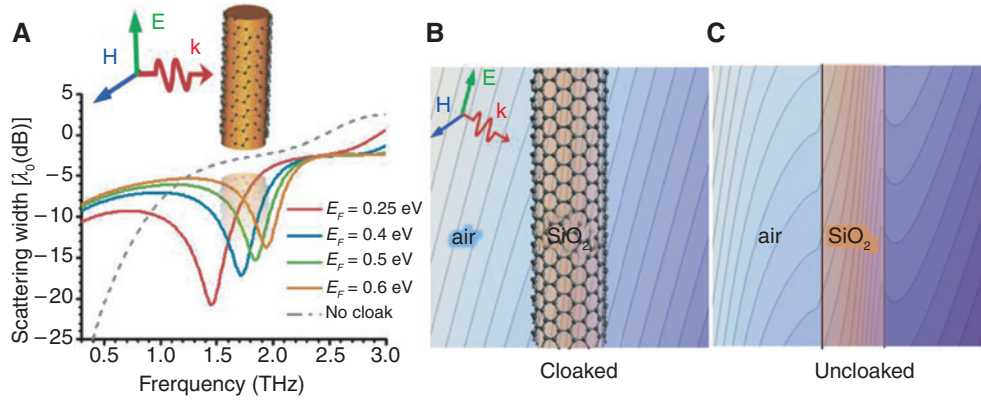 A
E
H
k
Scattering width [λ₀(dB)]
5
0
−5
−10
−15
−20
−25
E_F = 0.25 eV
E_F = 0.4 eV
E_F = 0.5 eV
E_F = 0.6 eV
No cloak
0.5
1.0
1.5
2.0
2.5
3.0
Frerquency (THz)
B
E
H
k
air
SiO₂
Cloaked
C
air
SiO₂
Uncloaked